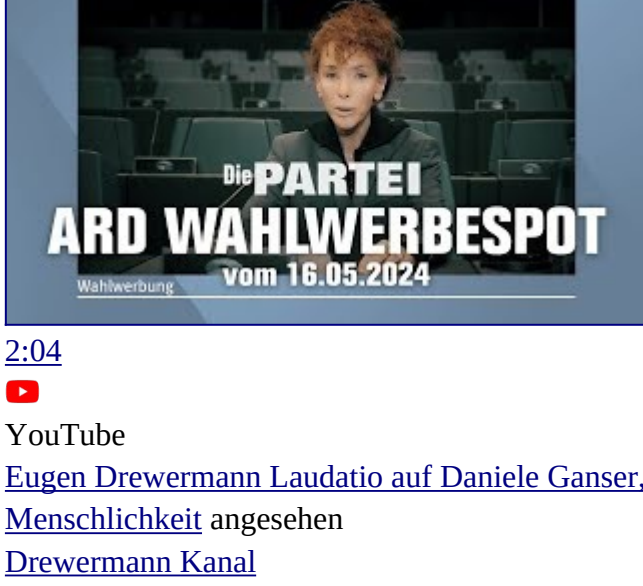 Die PARTEI
ARD WAHLWERBESPOT
vom 16.05.2024
Wahlwerbung
2:04
YouTube
Eugen Drewermann Laudatio auf Daniele Ganser,
Menschlichkeit angesehen
Drewermann Kanal